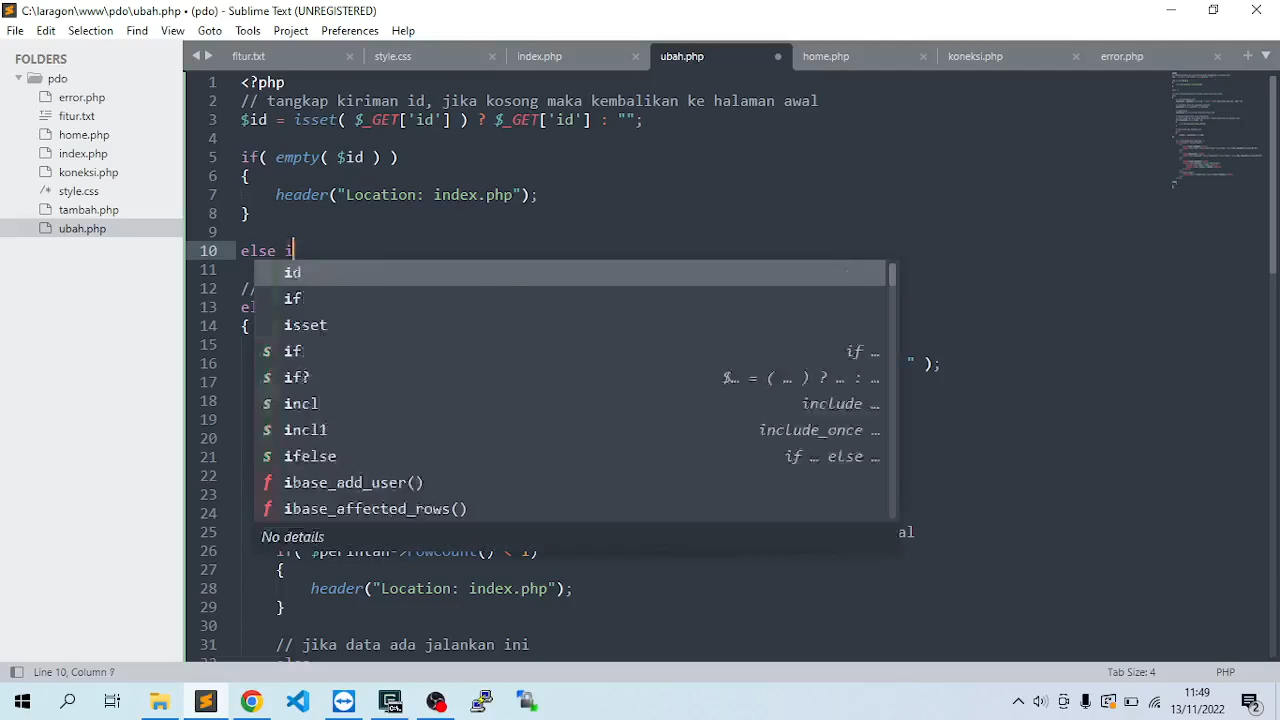 C:\laragon\www\pdo\ubah.php • (pdo) - Sublime Text (UNREGISTERED)
File Edit Selection Find View Goto Tools Project Preferences Help
FOLDERS
pdo
error.php
fitur.txt
home.php
index.php
koneksi.php
style.css
tambah.php
ubah.php
fitur.txt style.css index.php ubah.php home.php koneksi.php error.php
1 <?php
2 // tangkap kiriman id, jika kosong maka kembalikan ke halaman awal
3 $id = isset( $_GET['id'] ) ? $_GET['id'] : "";
4
5 if( empty( $id ) )
6 {
7 header("Location: index.php");
8 }
9
10 else i
11
12 //
13 el
14 {
15
16 " );
17
18
19
20
21
22
23
24
25 al
26 if( $perintah->rowCount() < 1)
27 {
28 header("Location: index.php");
29 }
30
31 // jika data ada jalankan ini
else
id
if
isset
s if if …
s if? $… = ( … ) ? … : …
s incl include …
s incl1 include_once …
s ifelse if … else …
f ibase_add_user()
f ibase_affected_rows()
No details
Line 10, Column 7 Tab Size: 4 PHP
11:49
13/11/2022
2